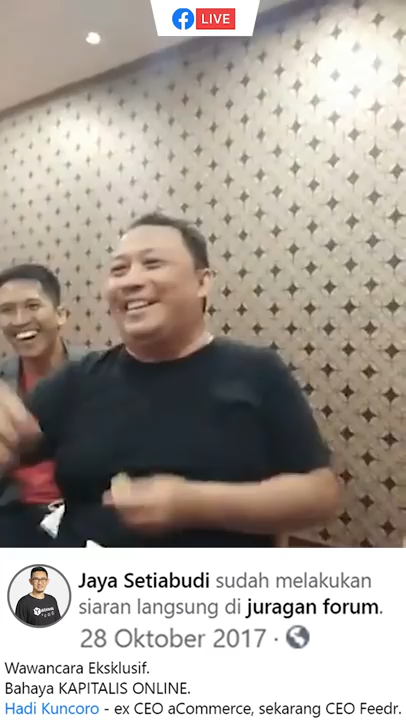 LIVE
Jaya Setiabudi sudah melakukan
siaran langsung di juragan forum.
28 Oktober 2017 ·
Wawancara Eksklusif.
Bahaya KAPITALIS ONLINE.
Hadi Kuncoro - ex CEO aCommerce, sekarang CEO Feedr.